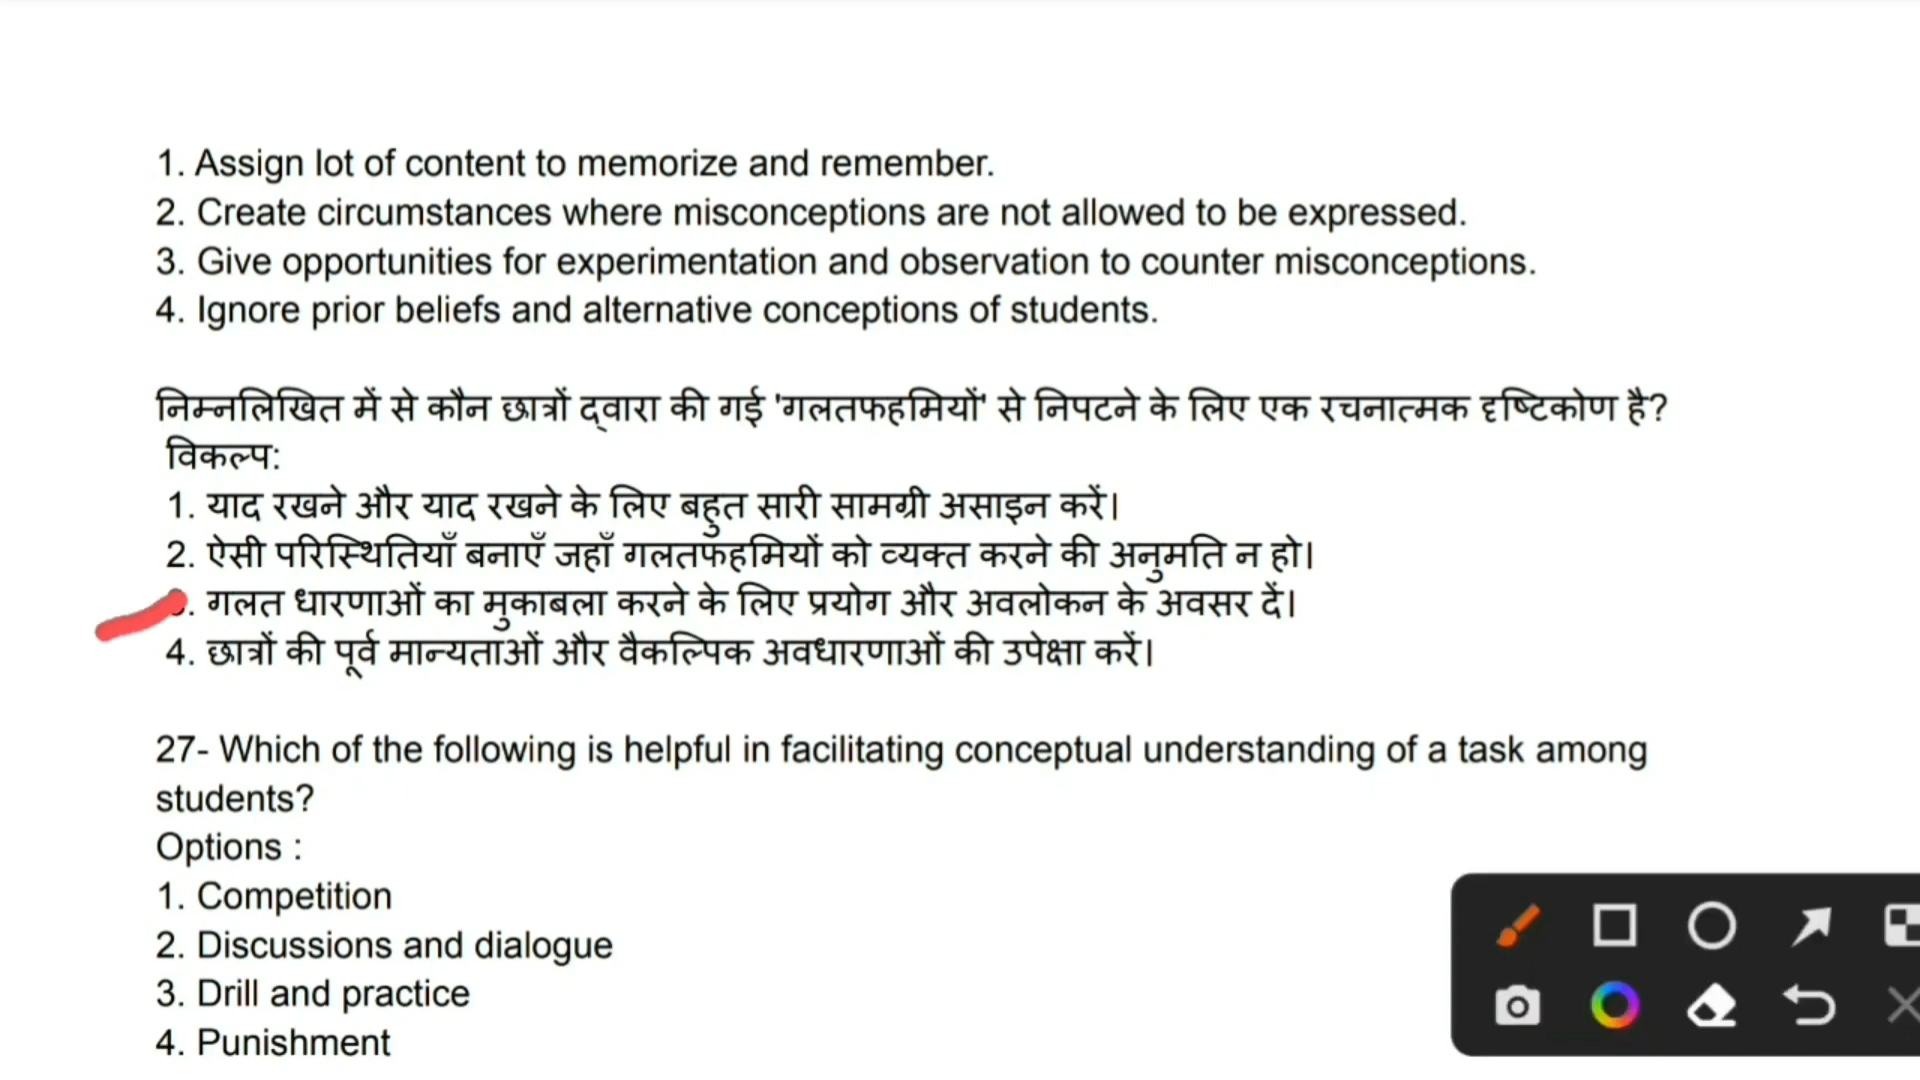 1. Assign lot of content to memorize and remember.
2. Create circumstances where misconceptions are not allowed to be expressed.
3. Give opportunities for experimentation and observation to counter misconceptions.
4. Ignore prior beliefs and alternative conceptions of students.
निम्नलिखित में से कौन छात्रों द्वारा की गई 'गलतफहमियों' से निपटने के लिए एक रचनात्मक दृष्टिकोण है?
विकल्प:
1. याद रखने और याद रखने के लिए बहुत सारी सामग्री असाइन करें।
2. ऐसी परिस्थितियाँ बनाएँ जहाँ गलतफहमियों को व्यक्त करने की अनुमति न हो।
. गलत धारणाओं का मुकाबला करने के लिए प्रयोग और अवलोकन के अवसर दें।
4. छात्रों की पूर्व मान्यताओं और वैकल्पिक अवधारणाओं की उपेक्षा करें।
27- Which of the following is helpful in facilitating conceptual understanding of a task among
students?
Options :
1. Competition
2. Discussions and dialogue
3. Drill and practice
4. Punishment